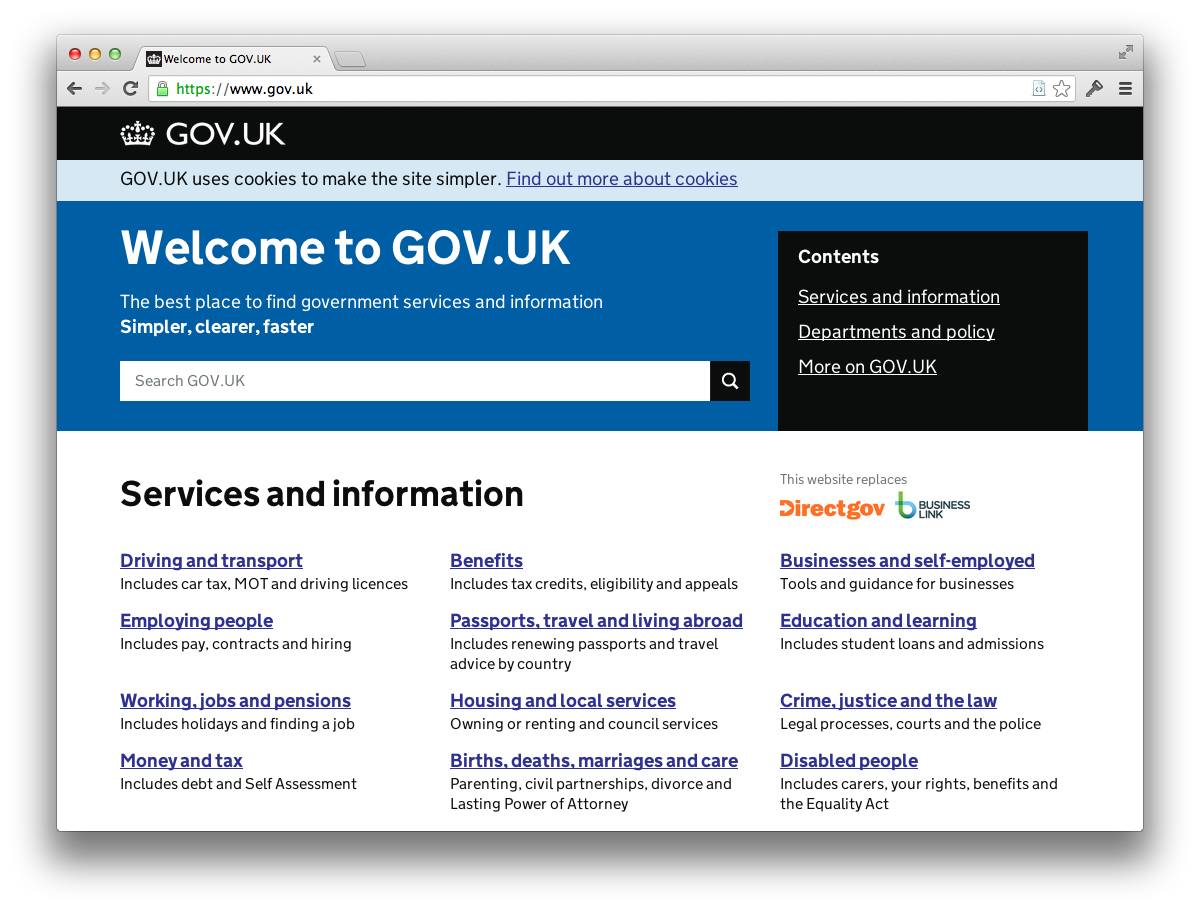 Welcome to GOV.UK
https://www.gov.uk
GOV.UK
GOV.UK uses cookies to make the site simpler. Find out more about cookies
Welcome to GOV.UK
The best place to find government services and information
Simpler, clearer, faster
Search GOV.UK
Contents
Services and information
Departments and policy
More on GOV.UK
Services and information
This website replaces
Directgov
BUSINESS
LINK
Driving and transport
Includes car tax, MOT and driving licences
Benefits
Includes tax credits, eligibility and appeals
Businesses and self-employed
Tools and guidance for businesses
Employing people
Includes pay, contracts and hiring
Passports, travel and living abroad
Includes renewing passports and travel
advice by country
Education and learning
Includes student loans and admissions
Working, jobs and pensions
Includes holidays and finding a job
Housing and local services
Owning or renting and council services
Crime, justice and the law
Legal processes, courts and the police
Money and tax
Includes debt and Self Assessment
Births, deaths, marriages and care
Parenting, civil partnerships, divorce and
Lasting Power of Attorney
Disabled people
Includes carers, your rights, benefits and
the Equality Act